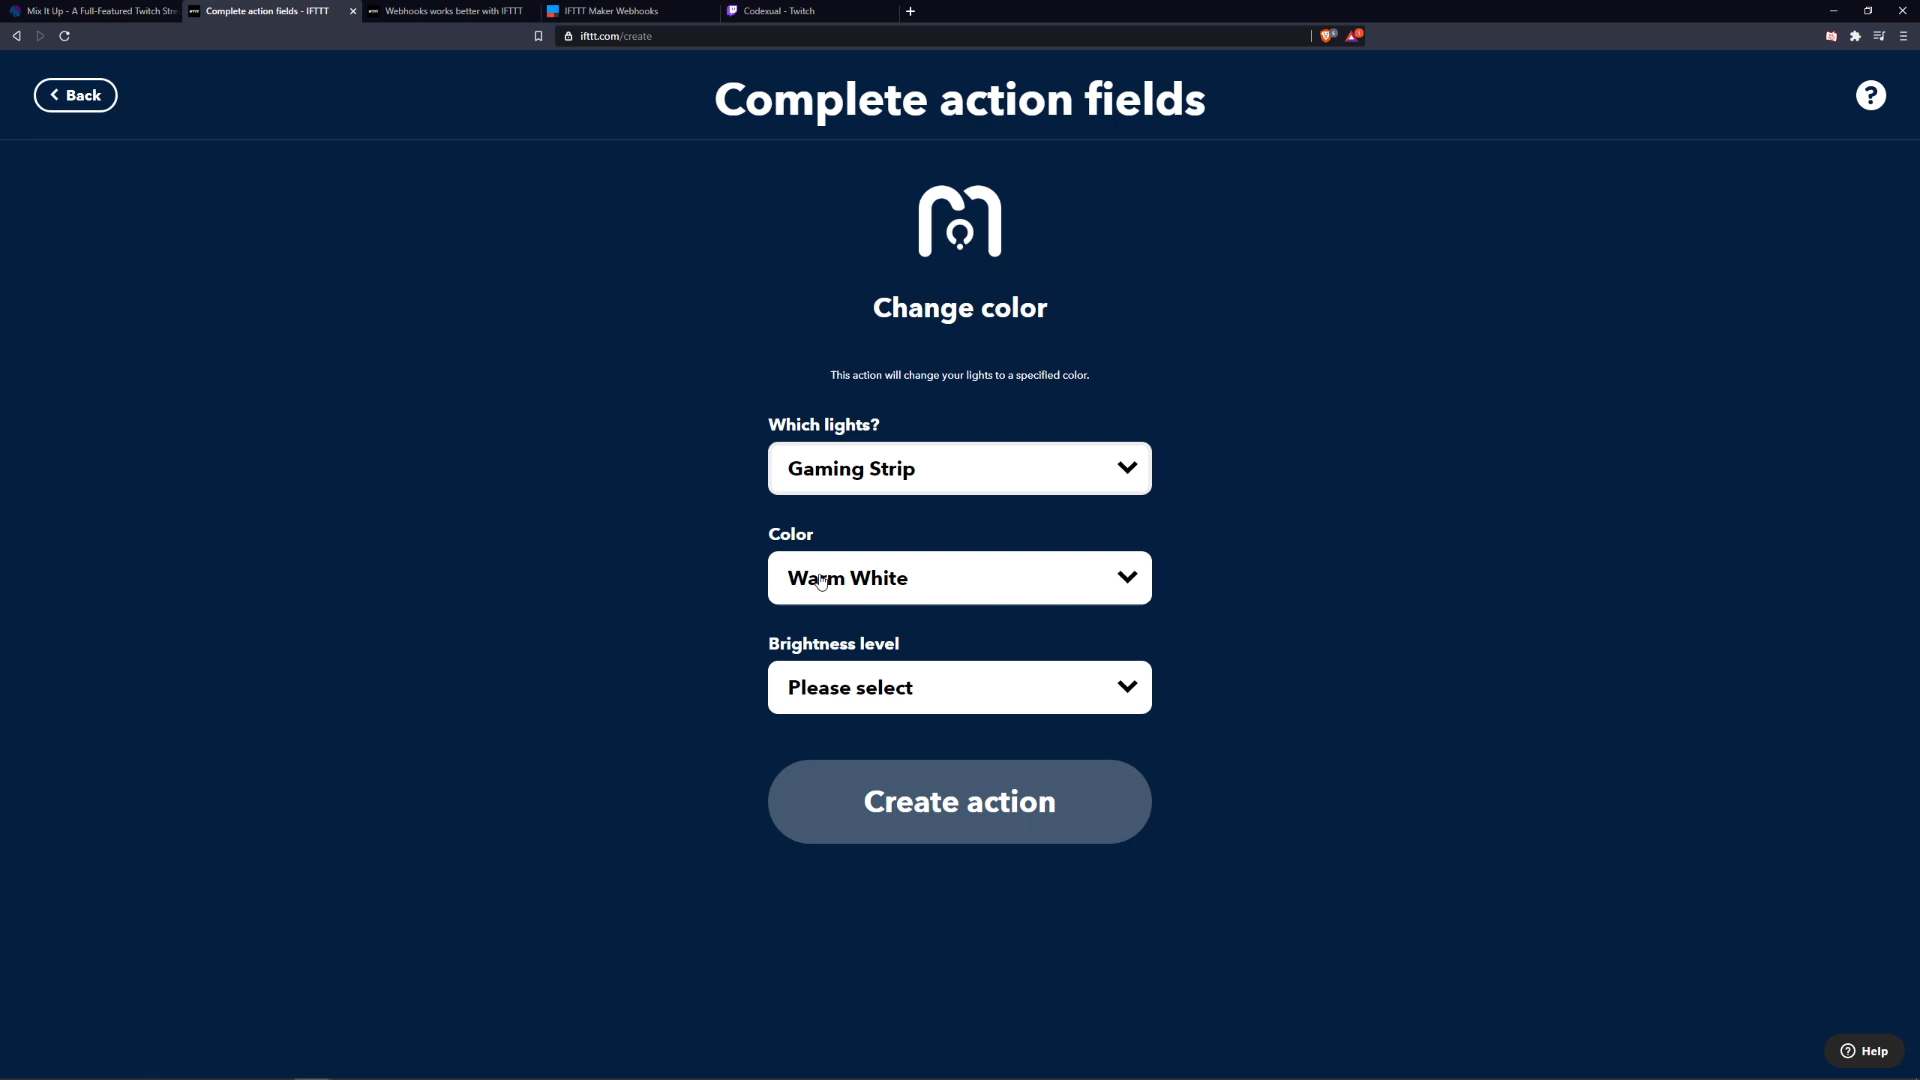 Mix It Up - A Full-Featured Twitch Stre
Complete action fields - IFTTT
Webhooks works better with IFTTT
IFTTT Maker Webhooks
Codexual - Twitch
ifttt.com/create
Back
Complete action fields
?
Change color
This action will change your lights to a specified color.
Which lights?
Gaming Strip
Color
Warm White
Brightness level
Please select
Create action
Help